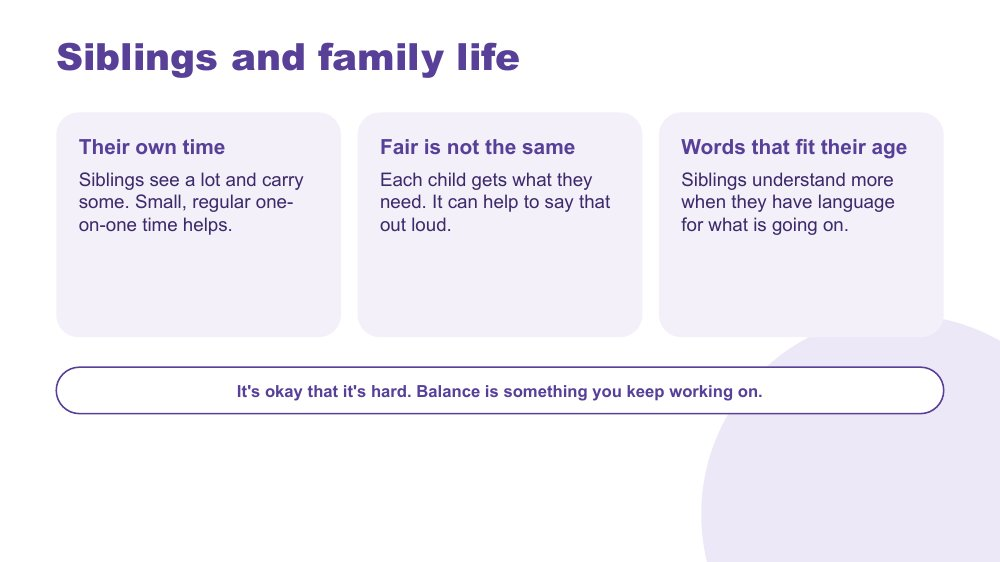 Siblings and family life
Their own time
Siblings see a lot and carry
some. Small, regular one-
on-one time helps.
Fair is not the same
Each child gets what they
need. It can help to say that
out loud.
Words that fit their age
Siblings understand more
when they have language
for what is going on.
It's okay that it's hard. Balance is something you keep working on.